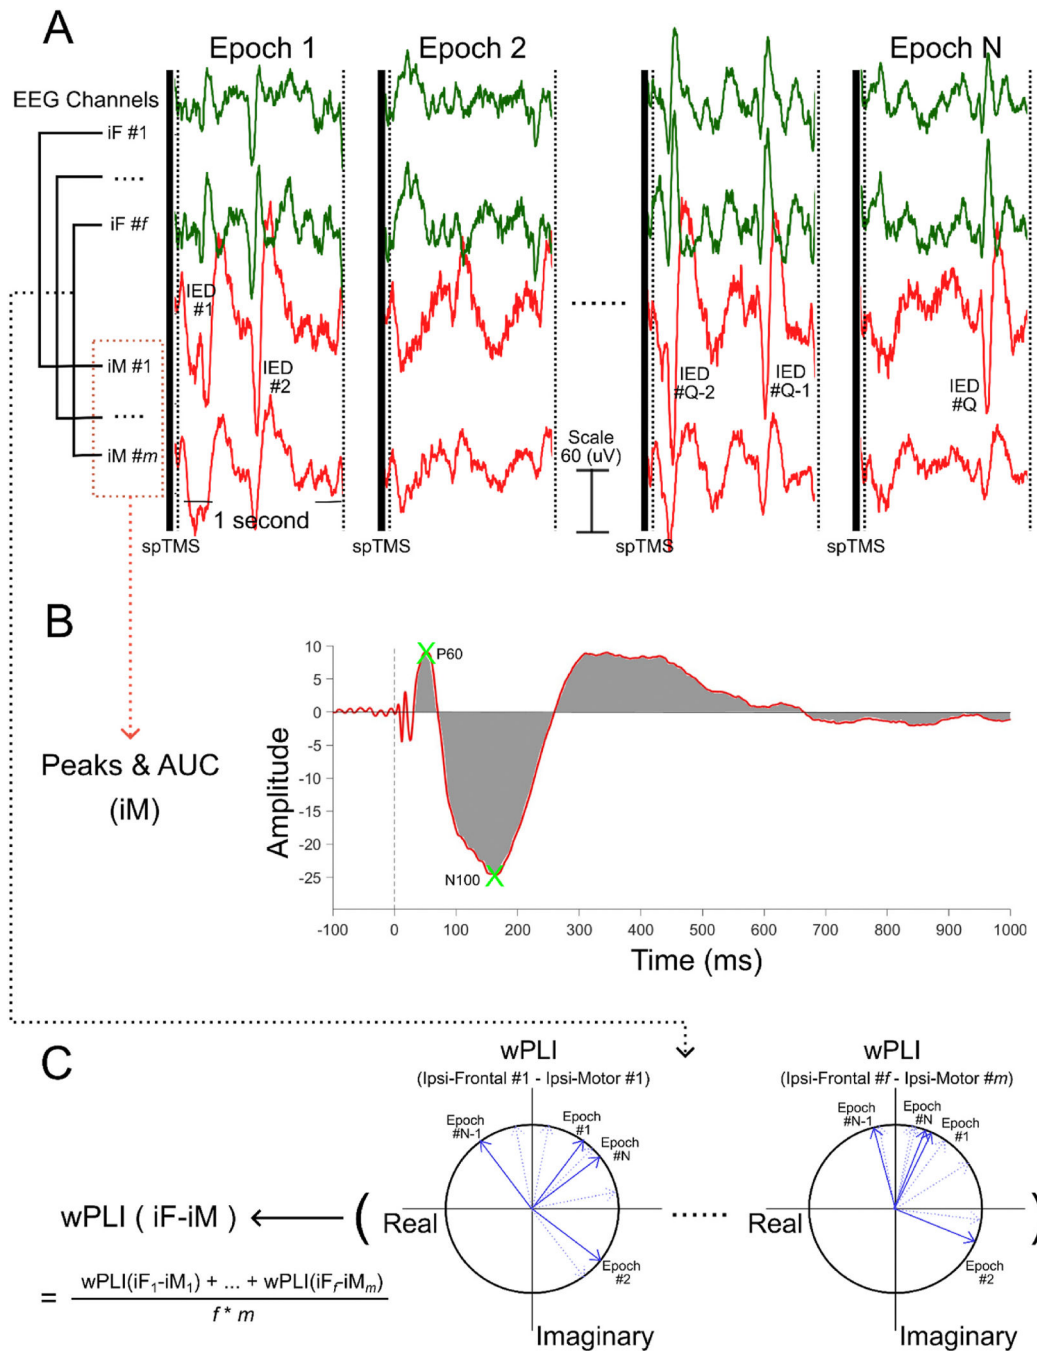 A
Epoch 1
Epoch 2
Epoch N
EEG Channels
iF #1
....
iF #f
iM #1
....
iM #m
IED
#1
IED
#2
......
IED
#Q-2
IED
#Q-1
IED
#Q
Scale
60 (uV)
1 second
spTMS
spTMS
spTMS
spTMS
B
Peaks & AUC
(iM)
Amplitude
10
5
0
-5
-10
-15
-20
-25
P60
N100
-100
0
100
200
300
400
500
600
700
800
900
1000
Time (ms)
C
wPLI
(Ipsi-Frontal #1 - Ipsi-Motor #1)
Epoch
#N-1
Epoch
#1
Epoch
#N
Epoch
#2
Real
Imaginary
......
wPLI
(Ipsi-Frontal #f - Ipsi-Motor #m)
Epoch
#N-1
Epoch
#N
Epoch
#1
Epoch
#2
Real
Imaginary
wPLI ( iF-iM )
(
)
= wPLI(iF₁-iM₁) + ... + wPLI(iF_f-iM_m)
f * m